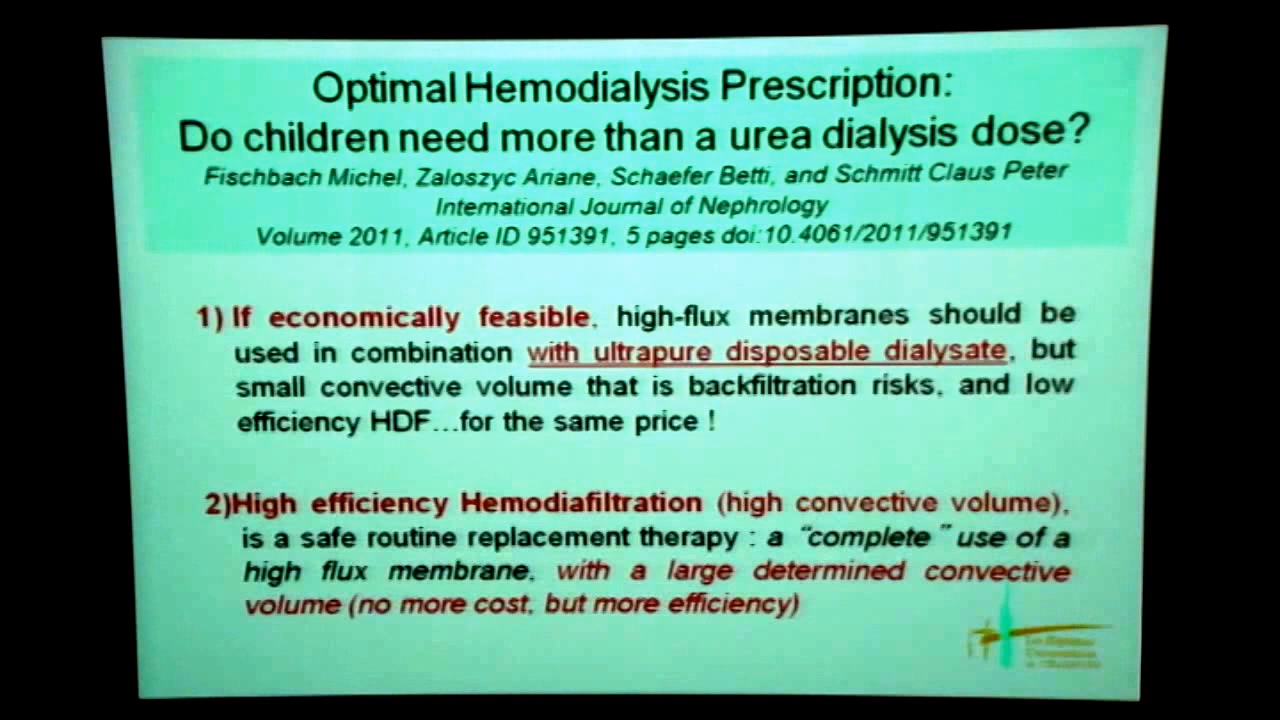 Optimal Hemodialysis Prescription:
Do children need more than a urea dialysis dose?
Fischbach Michel, Zaloszyc Ariane, Schaefer Betti, and Schmitt Claus Peter
International Journal of Nephrology
Volume 2011, Article ID 951391, 5 pages doi:10.4061/2011/951391
1) If economically feasible, high-flux membranes should be
used in combination with ultrapure disposable dialysate, but
small convective volume that is backfiltration risks, and low
efficiency HDF...for the same price !
2)High efficiency Hemodiafiltration (high convective volume),
is a safe routine replacement therapy : a “complete ” use of a
high flux membrane, with a large determined convective
volume (no more cost, but more efficiency)